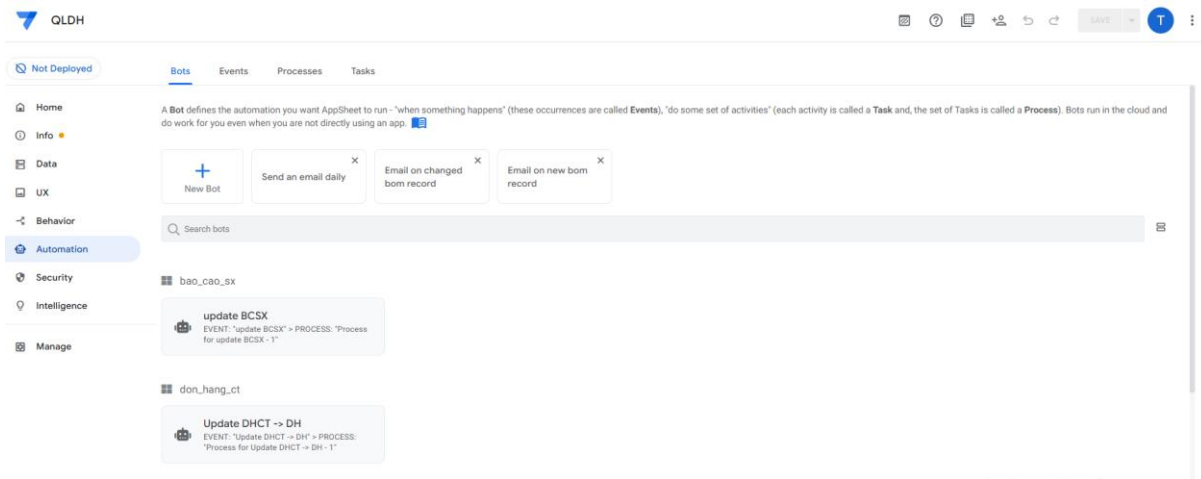 QLDH
SAVE
T
Not Deployed
Bots Events Processes Tasks
Home
Info
Data
UX
Behavior
Automation
Security
Intelligence
Manage
A Bot defines the automation you want AppSheet to run - "when something happens" (these occurrences are called Events), "do some set of activities" (each activity is called a Task and, the set of Tasks is called a Process). Bots run in the cloud and
do work for you even when you are not directly using an app.
New Bot
Send an email daily
Email on changed
bom record
Email on new bom
record
Search bots
bao_cao_sx
update BCSX
EVENT: "update BCSX" > PROCESS: "Process
for update BCSX - 1"
don_hang_ct
Update DHCT -> DH
EVENT: "Update DHCT -> DH" > PROCESS:
"Process for Update DHCT -> DH - 1"